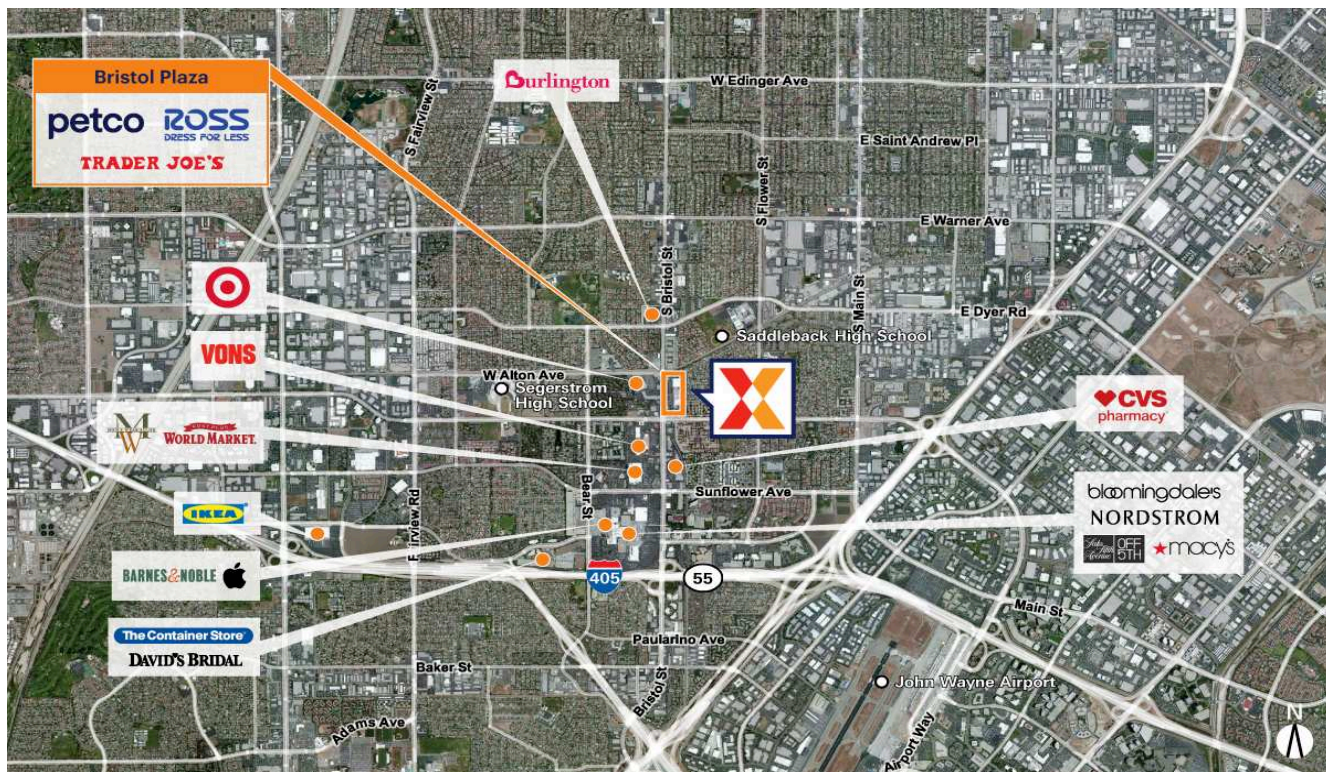 Bristol Plaza
petco
ROSS
DRESS FOR LESS
TRADER JOE'S
Burlington
W Edinger Ave
S Fairview St
E Saint Andrew Pl
S Flower St
E Warner Ave
S Bristol St
S Main St
E Dyer Rd
Saddleback High School
VONS
W Alton Ave
Segerstrom
High School
CVS
pharmacy
M
W
WORLD MARKET
Sunflower Ave
Bear St
bloomingdale's
NORDSTROM
Saks
Fifth
Avenue
OFF
5TH
macy's
IKEA
BARNES & NOBLE
405
55
Main St
The Container Store
DAVID'S BRIDAL
Paularino Ave
Baker St
Bristol St
John Wayne Airport
Adams Ave
Airport Way
N